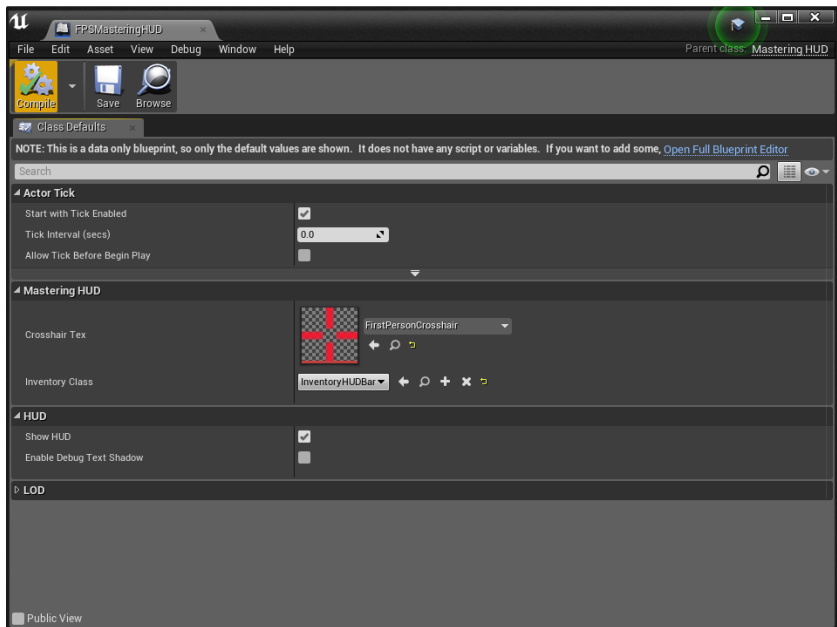 FPSMasteringHUD
File Edit Asset View Debug Window Help
Parent class: Mastering HUD
Compile Save Browse
Class Defaults
NOTE: This is a data only blueprint, so only the default values are shown. It does not have any script or variables. If you want to add some, Open Full Blueprint Editor
Search
Actor Tick
Start with Tick Enabled
Tick Interval (secs) 0.0
Allow Tick Before Begin Play
Mastering HUD
Crosshair Tex FirstPersonCrosshair
Inventory Class InventoryHUDBar
HUD
Show HUD
Enable Debug Text Shadow
LOD
Public View